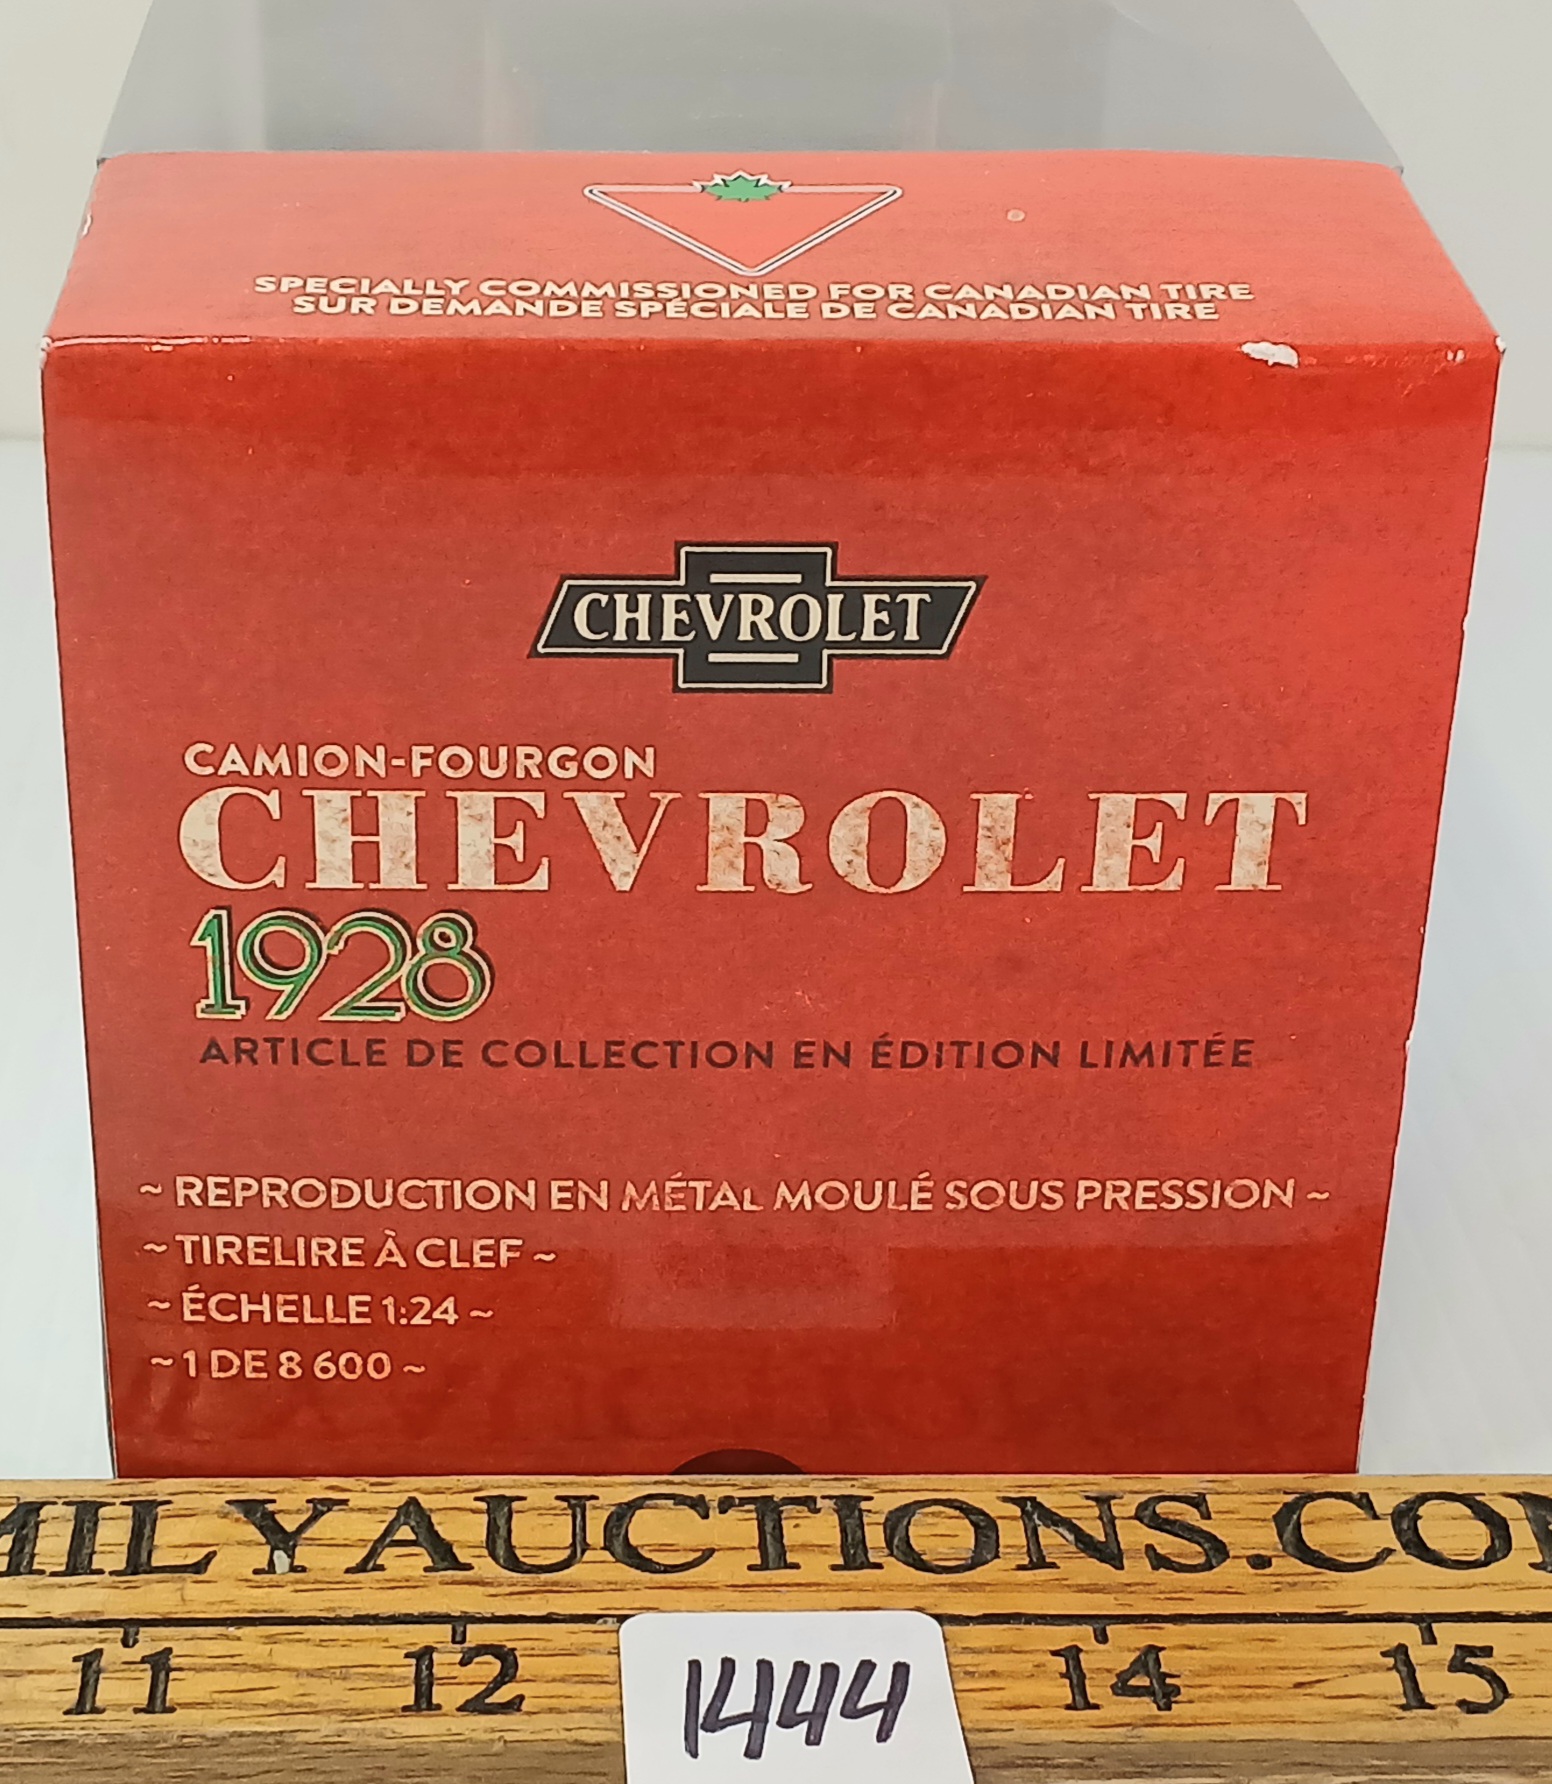 SPECIALLY COMMISSIONED FOR CANADIAN TIRE
SUR DEMANDE SPÉCIALE DE CANADIAN TIRE
CHEVROLET
CAMION-FOURGON
CHEVROLET
1928
ARTICLE DE COLLECTION EN ÉDITION LIMITÉE
~ REPRODUCTION EN MÉTAL MOULÉ SOUS PRESSION ~
~ TIRELIRE À CLEF ~
~ ÉCHELLE 1:24 ~
~ 1 DE 8 600 ~
MILYAUCTIONS.COM
11 12 14 15
1444